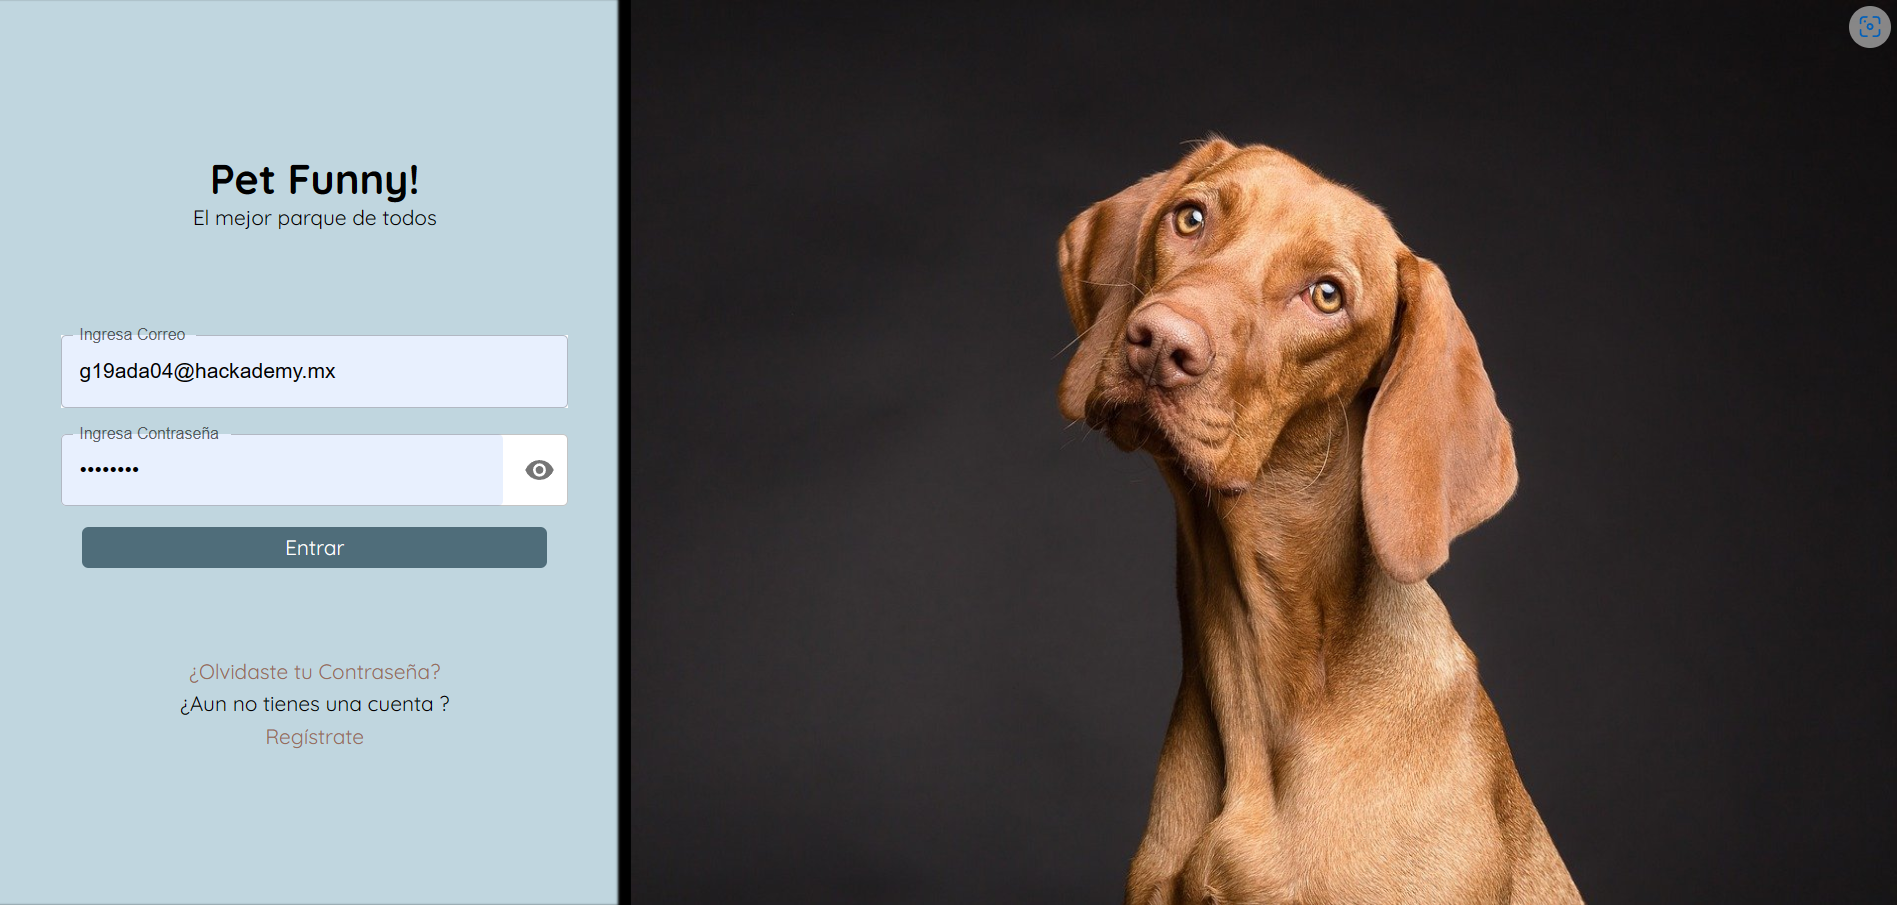 Pet Funny!
El mejor parque de todos
Ingresa Correo
g19ada04@hackademy.mx
Ingresa Contraseña
••••••••
Entrar
¿Olvidaste tu Contraseña?
¿Aun no tienes una cuenta ?
Regístrate